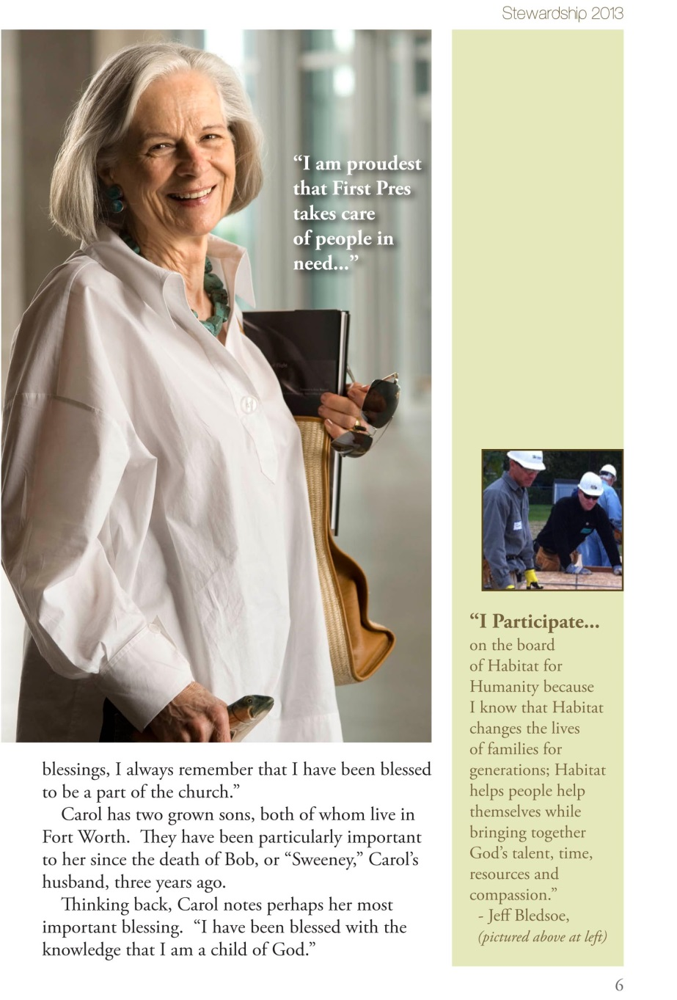 Stewardship 2013
“I am proudest
that First Pres
takes care
of people in
need...”
blessings, I always remember that I have been blessed
to be a part of the church.”
Carol has two grown sons, both of whom live in
Fort Worth.  They have been particularly important
to her since the death of Bob, or “Sweeney,” Carol’s
husband, three years ago.
Thinking back, Carol notes perhaps her most
important blessing.  “I have been blessed with the
knowledge that I am a child of God.”
“I Participate...
on the board
of Habitat for
Humanity because
I know that Habitat
changes the lives
of families for
generations; Habitat
helps people help
themselves while
bringing together
God’s talent, time,
resources and
compassion.”
- Jeff Bledsoe,
(pictured above at left)
6